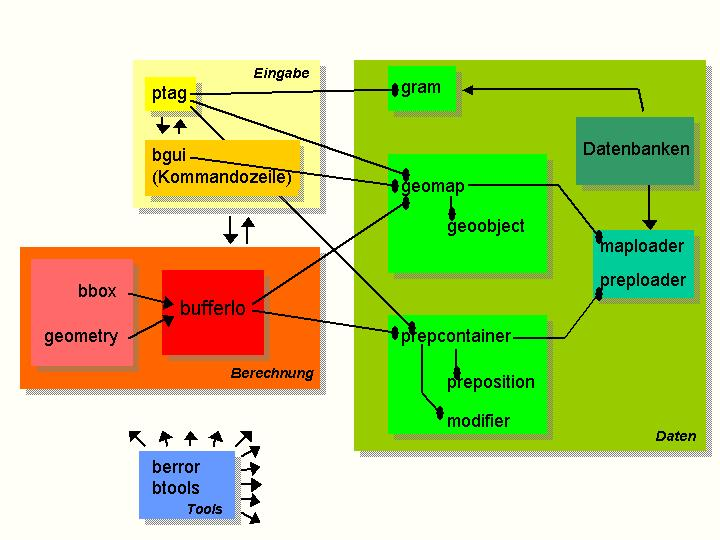 Eingabe
ptag
bgui
(Kommandozeile)
gram
Datenbanken
geomap
geoobject
maploader
preploader
bbox
geometry
bufferlo
Berechnung
prepcontainer
preposition
modifier
Daten
berror
btools
Tools